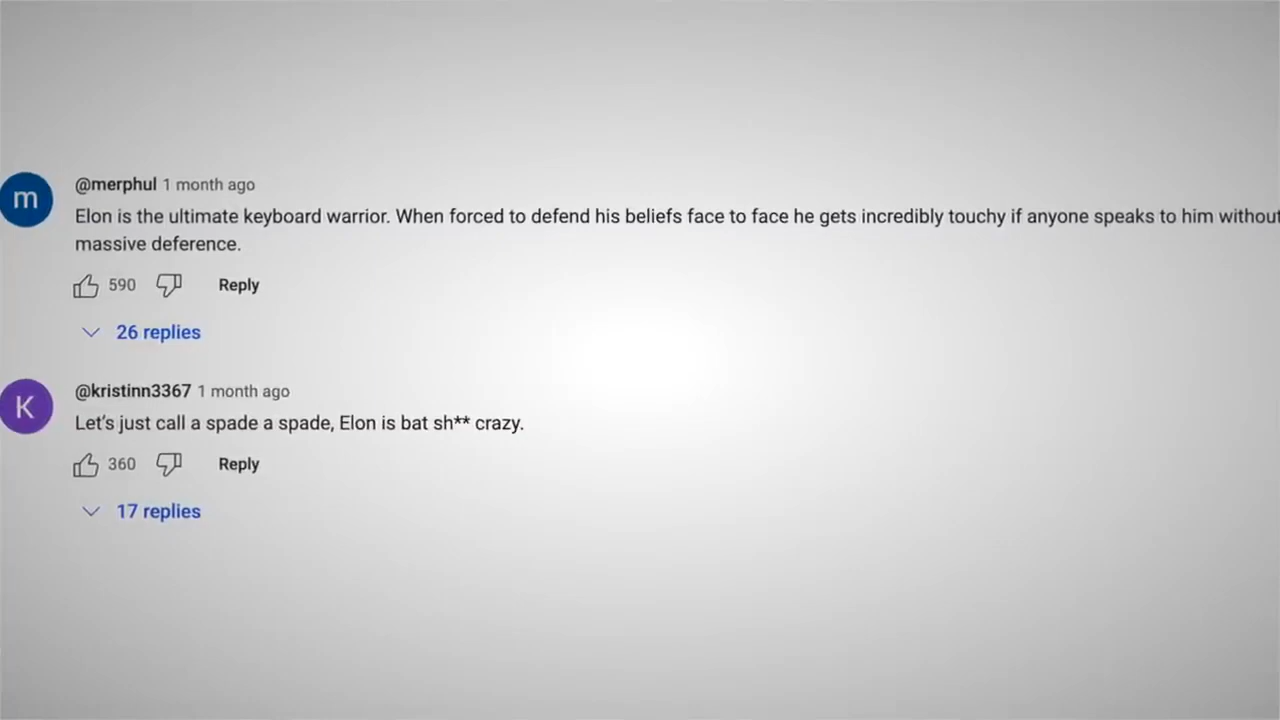 m
@merphul 1 month ago
Elon is the ultimate keyboard warrior. When forced to defend his beliefs face to face he gets incredibly touchy if anyone speaks to him without
massive deference.
590 Reply
26 replies
K
@kristinn3367 1 month ago
Let’s just call a spade a spade, Elon is bat sh** crazy.
360 Reply
17 replies